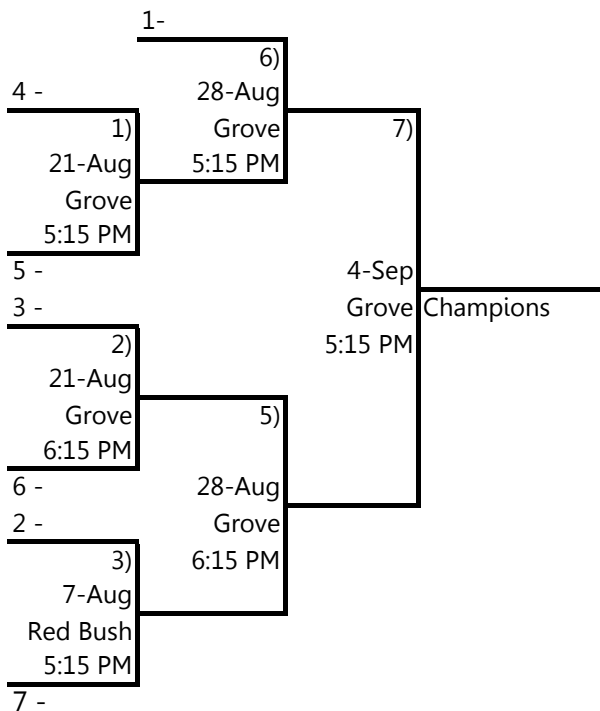 1-
6)
28-Aug
Grove
5:15 PM
4 -
1)
21-Aug
Grove
5:15 PM
5 -
7)
4-Sep
Grove
5:15 PM
Champions
3 -
2)
21-Aug
Grove
6:15 PM
6 -
5)
28-Aug
Grove
6:15 PM
2 -
3)
7-Aug
Red Bush
5:15 PM
7 -